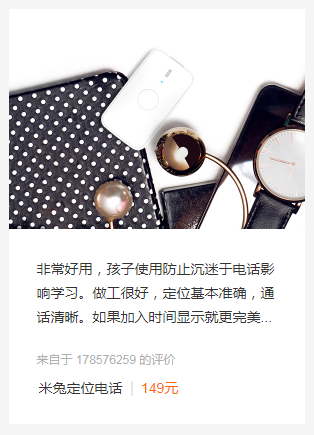 非常好用，孩子使用防止沉迷于电话影
响学习。做工很好，定位基本准确，通
话清晰。如果加入时间显示就更完美...
来自于 178576259 的评价
米兔定位电话 | 149元